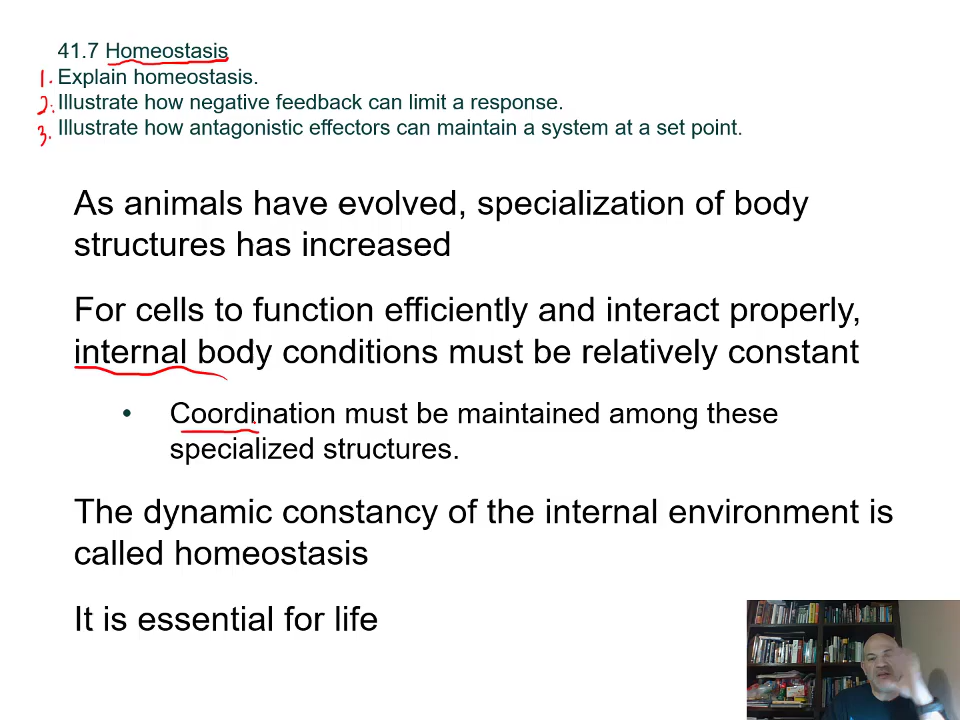 41.7 Homeostasis
1. Explain homeostasis.
2. Illustrate how negative feedback can limit a response.
3. Illustrate how antagonistic effectors can maintain a system at a set point.
As animals have evolved, specialization of body
structures has increased
For cells to function efficiently and interact properly,
internal body conditions must be relatively constant
• Coordination must be maintained among these
specialized structures.
The dynamic constancy of the internal environment is
called homeostasis
It is essential for life